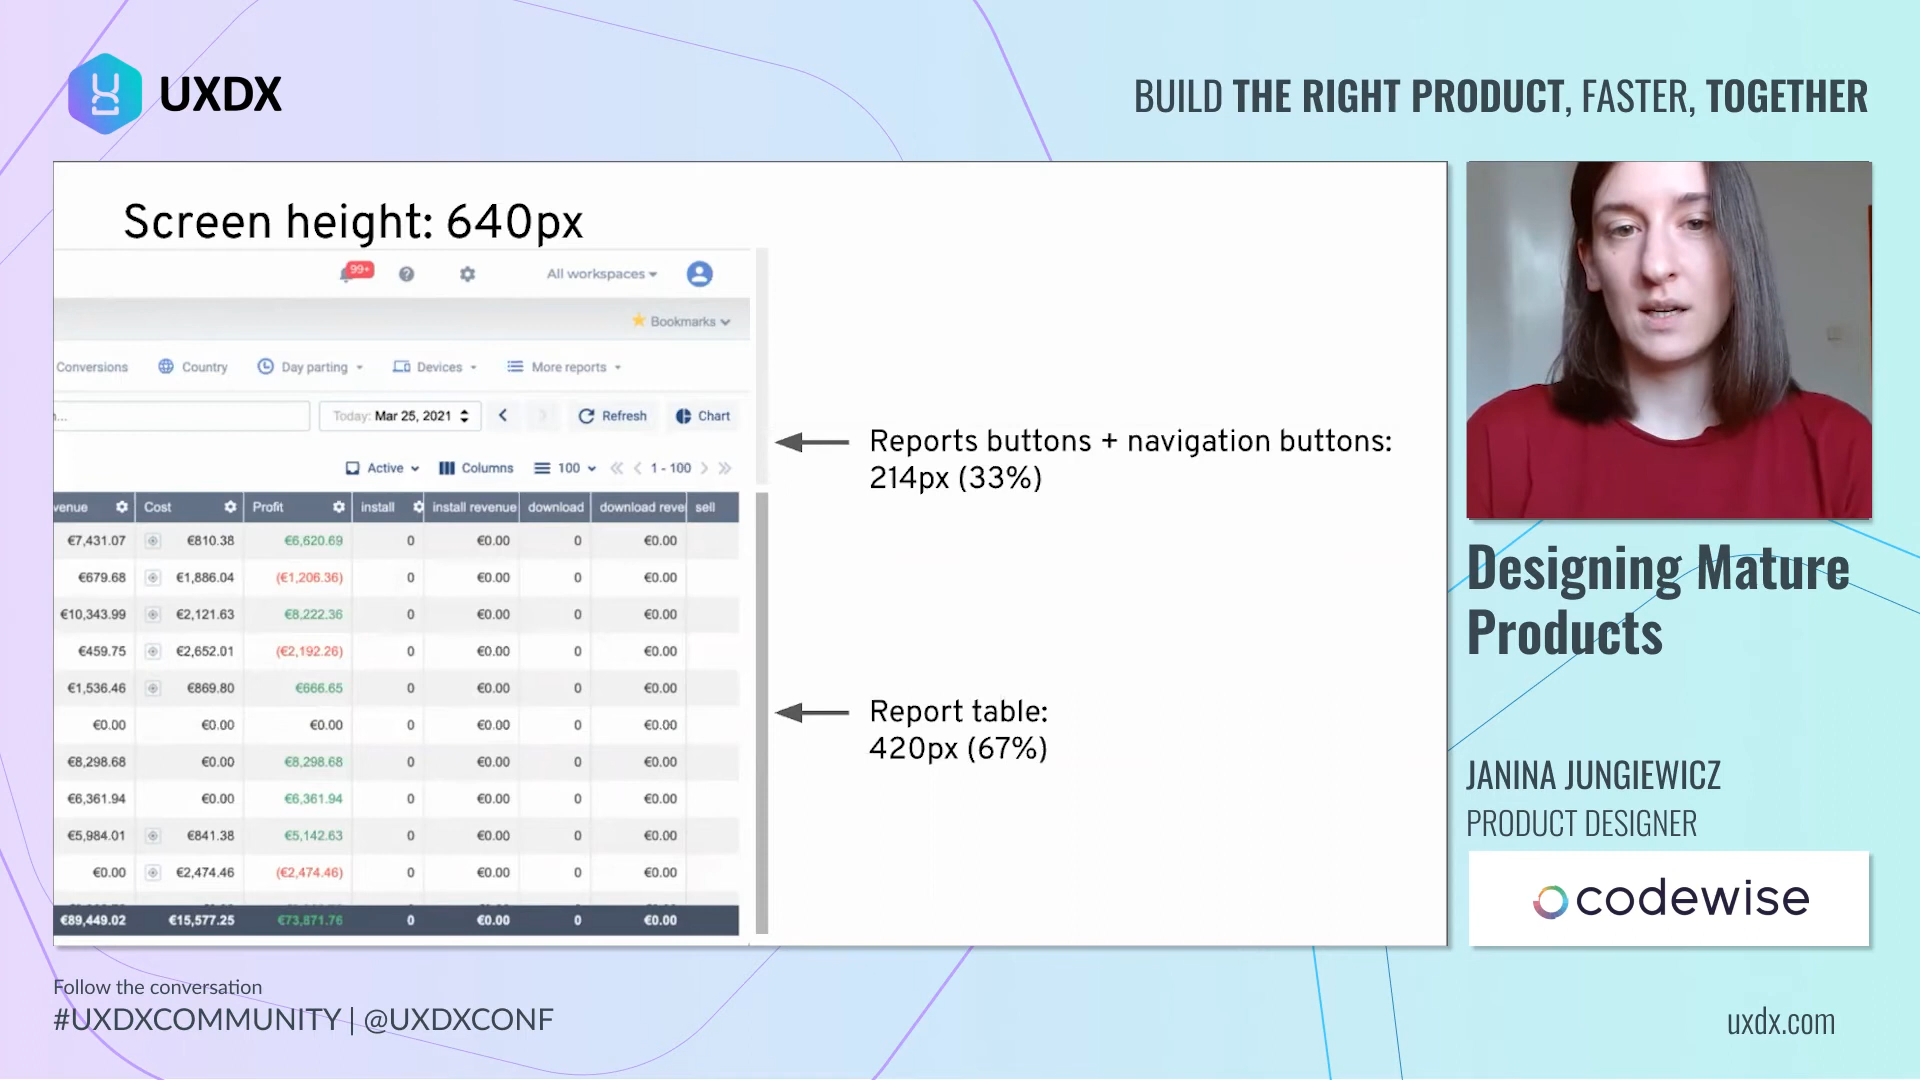 UXDX
BUILD THE RIGHT PRODUCT, FASTER, TOGETHER
Screen height: 640px
99+
All workspaces
Bookmarks
Conversions Country Day parting Devices More reports
... Today: Mar 25, 2021 Refresh Chart
Active Columns 100 1 - 100
venue Cost Profit install install revenue download download reve sell
€7,431.07 €810.38 €6,620.69 0 €0.00 0 €0.00
€679.68 €1,886.04 (€1,206.36) 0 €0.00 0 €0.00
€10,343.99 €2,121.63 €8,222.36 0 €0.00 0 €0.00
€459.75 €2,652.01 (€2,192.26) 0 €0.00 0 €0.00
€1,536.46 €869.80 €666.65 0 €0.00 0 €0.00
€0.00 €0.00 €0.00 0 €0.00 0 €0.00
€8,298.68 €0.00 €8,298.68 0 €0.00 0 €0.00
€6,361.94 €0.00 €6,361.94 0 €0.00 0 €0.00
€5,984.01 €841.38 €5,142.63 0 €0.00 0 €0.00
€0.00 €2,474.46 (€2,474.46) 0 €0.00 0 €0.00
€89,449.02 €15,577.25 €73,871.76 0 €0.00 0 €0.00
Reports buttons + navigation buttons:
214px (33%)
Report table:
420px (67%)
Designing Mature
Products
JANINA JUNGIEWICZ
PRODUCT DESIGNER
codewise
Follow the conversation
#UXDXCOMMUNITY | @UXDXCONF
uxdx.com